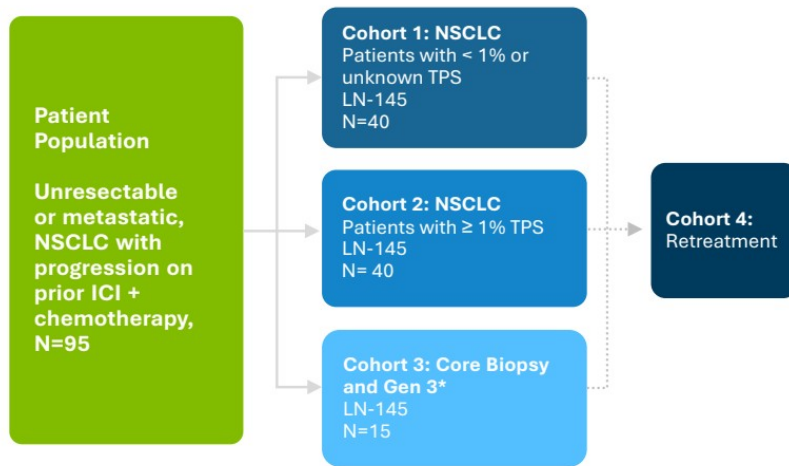 Patient
Population
Unresectable
or metastatic,
NSCLC with
progression on
prior ICI +
chemotherapy,
N=95
Cohort 1: NSCLC
Patients with < 1% or
unknown TPS
LN-145
N=40
Cohort 2: NSCLC
Patients with ≥ 1% TPS
LN-145
N= 40
Cohort 3: Core Biopsy
and Gen 3*
LN-145
N=15
Cohort 4:
Retreatment